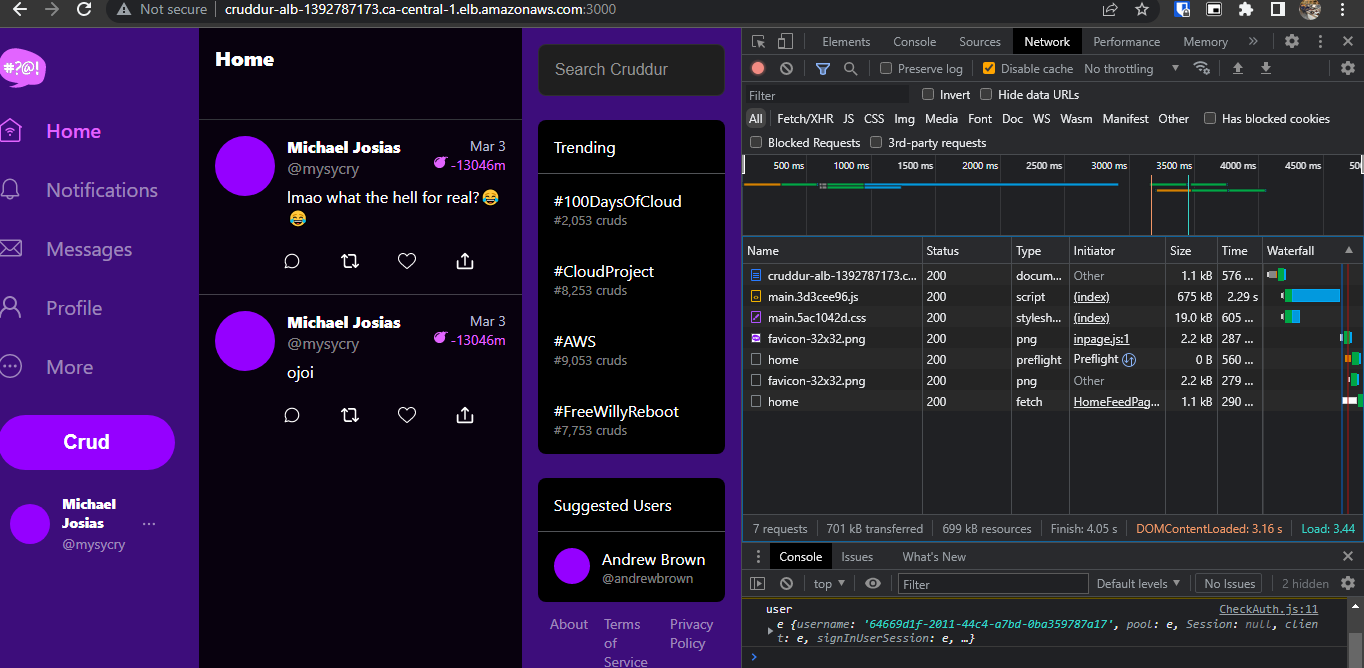 Not secure | cruddur-alb-1392787173.ca-central-1.elb.amazonaws.com:3000
#?@!
Home
Notifications
Messages
Profile
More
Crud
Michael
Josias
@mysycry
...
Home
Michael Josias
Mar 3
@mysycry
-13046m
lmao what the hell for real?😂
😂
Michael Josias
Mar 3
@mysycry
-13046m
ojoi
Search Cruddur
Trending
#100DaysOfCloud
#2,053 cruds
#CloudProject
#8,253 cruds
#AWS
#9,053 cruds
#FreeWillyReboot
#7,753 cruds
Suggested Users
Andrew Brown
@andrewbrown
About Terms of Service Privacy Policy
Elements Console Sources Network Performance Memory »
Preserve log Disable cache No throttling
Filter Invert Hide data URLs
All Fetch/XHR JS CSS Img Media Font Doc WS Wasm Manifest Other Has blocked cookies
Blocked Requests 3rd-party requests
500 ms 1000 ms 1500 ms 2000 ms 2500 ms 3000 ms 3500 ms 4000 ms 4500 ms 50
Name Status Type Initiator Size Time Waterfall
cruddur-alb-1392787173.c... 200 docum... Other 1.1 kB 576 ...
main.3d3cee96.js 200 script (index) 675 kB 2.29 s
main.5ac1042d.css 200 stylesh... (index) 19.0 kB 605 ...
favicon-32x32.png 200 png inpage.js:1 2.2 kB 287 ...
home 200 preflight Preflight 0 B 560 ...
favicon-32x32.png 200 png Other 2.2 kB 279 ...
home 200 fetch HomeFeedPag... 1.1 kB 290 ...
7 requests 701 kB transferred 699 kB resources Finish: 4.05 s DOMContentLoaded: 3.16 s Load: 3.44
Console Issues What's New
top Filter Default levels No Issues 2 hidden
user CheckAuth.js:11
e {username: '64669d1f-2011-44c4-a7bd-0ba359787a17', pool: e, Session: null, clien
t: e, signInUserSession: e, …}